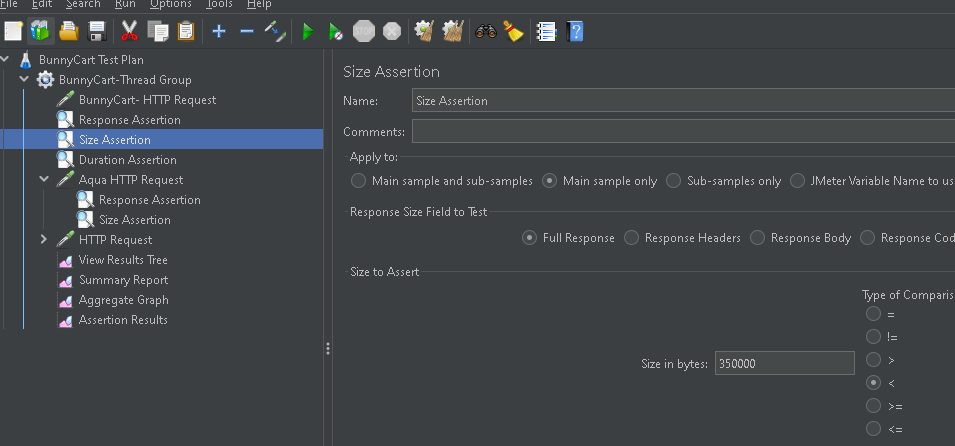 File Edit Search Run Options Tools Help
BunnyCart Test Plan
BunnyCart-Thread Group
BunnyCart- HTTP Request
Response Assertion
Size Assertion
Duration Assertion
Aqua HTTP Request
Response Assertion
Size Assertion
HTTP Request
View Results Tree
Summary Report
Aggregate Graph
Assertion Results
Size Assertion
Name: Size Assertion
Comments:
Apply to:
Main sample and sub-samples Main sample only Sub-samples only JMeter Variable Name to us
Response Size Field to Test
Full Response Response Headers Response Body Response Cod
Size to Assert
Type of Comparis
=
!=
>
Size in bytes: 350000
<
>=
<=